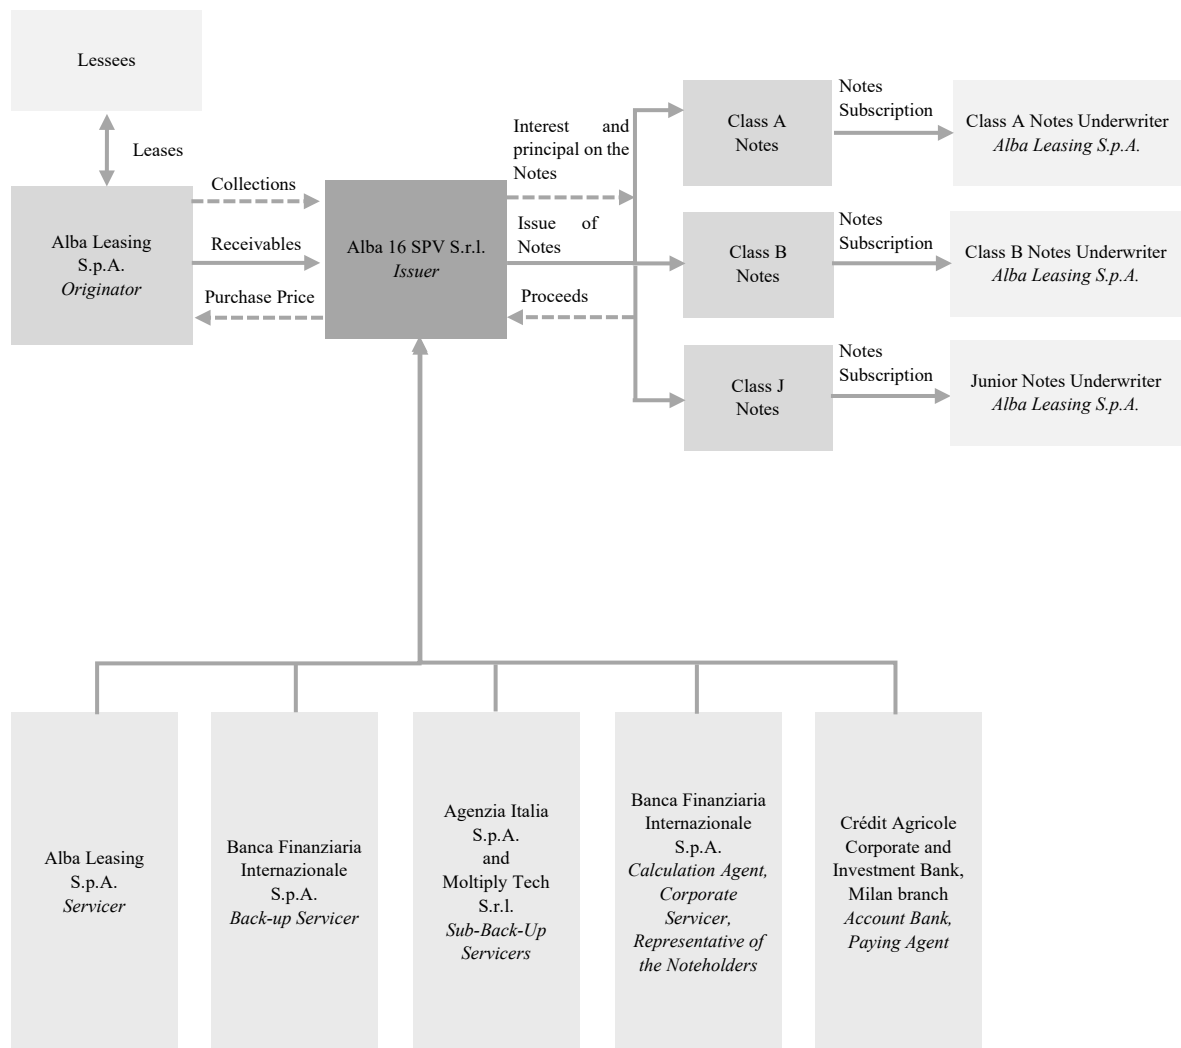 Lessees
Leases
Alba Leasing
S.p.A.
Originator
Collections
Receivables
Purchase Price
Alba 16 SPV S.r.l.
Issuer
Interest and
principal on the
Notes
Issue of
Notes
Proceeds
Class A
Notes
Notes
Subscription
Class A Notes Underwriter
Alba Leasing S.p.A.
Class B
Notes
Notes
Subscription
Class B Notes Underwriter
Alba Leasing S.p.A.
Class J
Notes
Notes
Subscription
Junior Notes Underwriter
Alba Leasing S.p.A.
Alba Leasing
S.p.A.
Servicer
Banca Finanziaria
Internazionale
S.p.A.
Back-up Servicer
Agenzia Italia
S.p.A.
and
Moltiply Tech
S.r.l.
Sub-Back-Up
Servicers
Banca Finanziaria
Internazionale
S.p.A.
Calculation Agent,
Corporate
Servicer,
Representative of
the Noteholders
Crédit Agricole
Corporate and
Investment Bank,
Milan branch
Account Bank,
Paying Agent